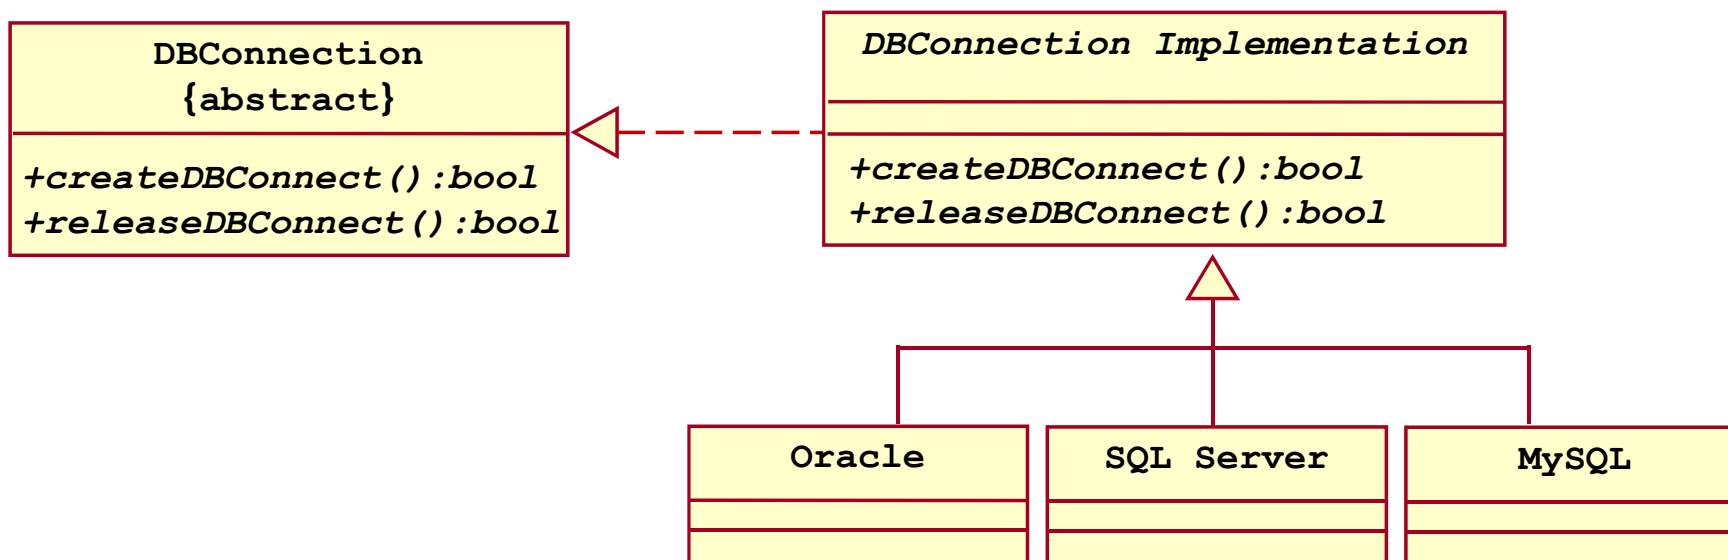 DBConnection
{abstract}
+createDBConnect():bool
+releaseDBConnect():bool
DBConnection Implementation
+createDBConnect():bool
+releaseDBConnect():bool
Oracle
SQL Server
MySQL